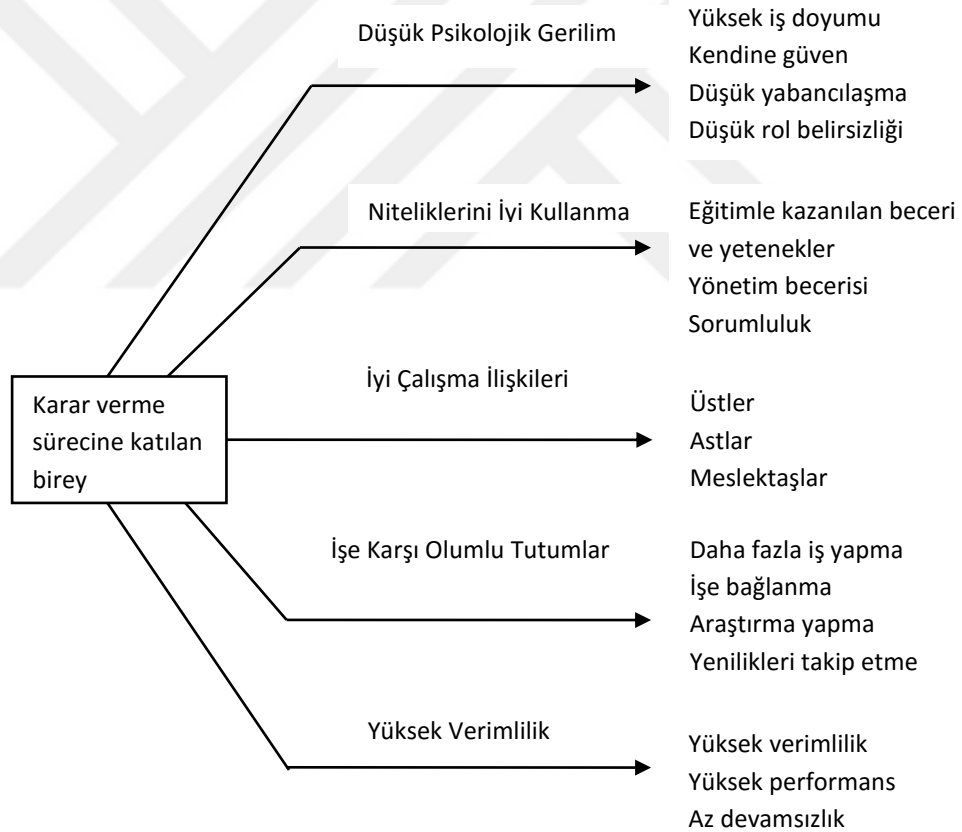 Düşük Psikolojik Gerilim
Yüksek iş doyumu
Kendine güven
Düşük yabancılaşma
Düşük rol belirsizliği
Niteliklerini İyi Kullanma
Eğitimle kazanılan beceri
ve yetenekler
Yönetim becerisi
Sorumluluk
Karar verme
sürecine katılan
birey
İyi Çalışma İlişkileri
Üstler
Astlar
Meslektaşlar
İşe Karşı Olumlu Tutumlar
Daha fazla iş yapma
İşe bağlanma
Araştırma yapma
Yenilikleri takip etme
Yüksek Verimlilik
Yüksek verimlilik
Yüksek performans
Az devamsızlık